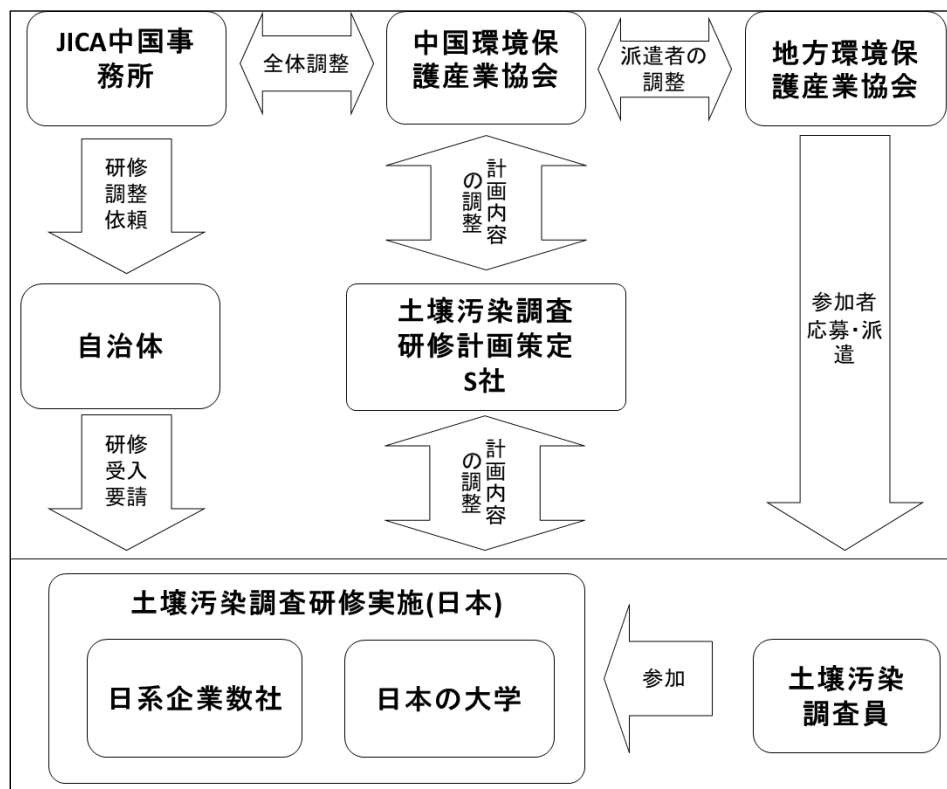 JICA中国事
務所
全体調整
中国環境保
護産業協会
派遣者の
調整
地方環境保
護産業協会
研修
調整
依頼
計画内容
の調整
参加者
応募・派
遣
自治体
土壌汚染調査
研修計画策定
S社
研修
受入
要請
計画内容
の調整
土壌汚染調査研修実施(日本)
日系企業数社
日本の大学
参加
土壌汚染
調査員